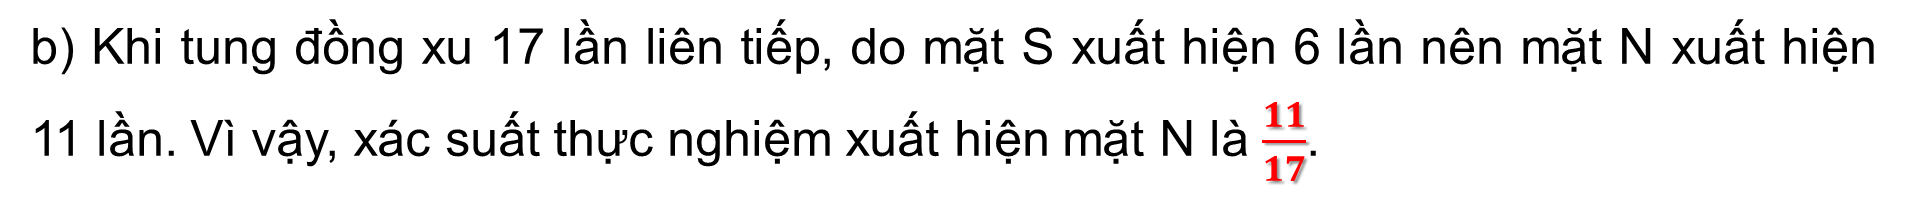 b) Khi tung đồng xu 17 lần liên tiếp, do mặt S xuất hiện 6 lần nên mặt N xuất hiện
11 lần. Vì vậy, xác suất thực nghiệm xuất hiện mặt N là 11/17.